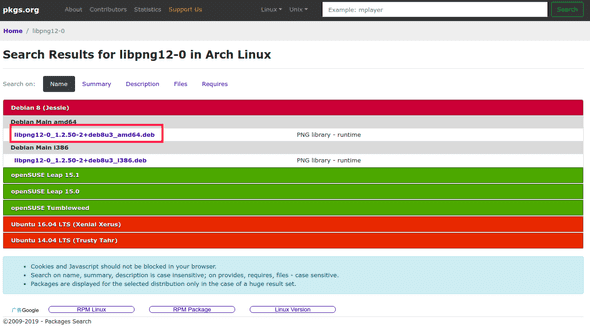 pkgs.org About Contributors Statistics Support Us Linux Unix Example: mplayer Search
Home / libpng12-0
Search Results for libpng12-0 in Arch Linux
Search on: Name Summary Description Files Requires
Debian 8 (Jessie)
Debian Main amd64
libpng12-0_1.2.50-2+deb8u3_amd64.deb PNG library - runtime
Debian Main i386
libpng12-0_1.2.50-2+deb8u3_i386.deb PNG library - runtime
openSUSE Leap 15.1
openSUSE Leap 15.0
openSUSE Tumbleweed
Ubuntu 16.04 LTS (Xenial Xerus)
Ubuntu 14.04 LTS (Trusty Tahr)
• Cookies and Javascript should not be blocked in your browser.
• Search on name, summary, description is case insensitive; on provides, requires, files - case sensitive.
• Packages are displayed for the selected distribution only in the case of a huge result set.
广告 Google RPM Linux RPM Package Linux Version
©2009-2019 - Packages Search